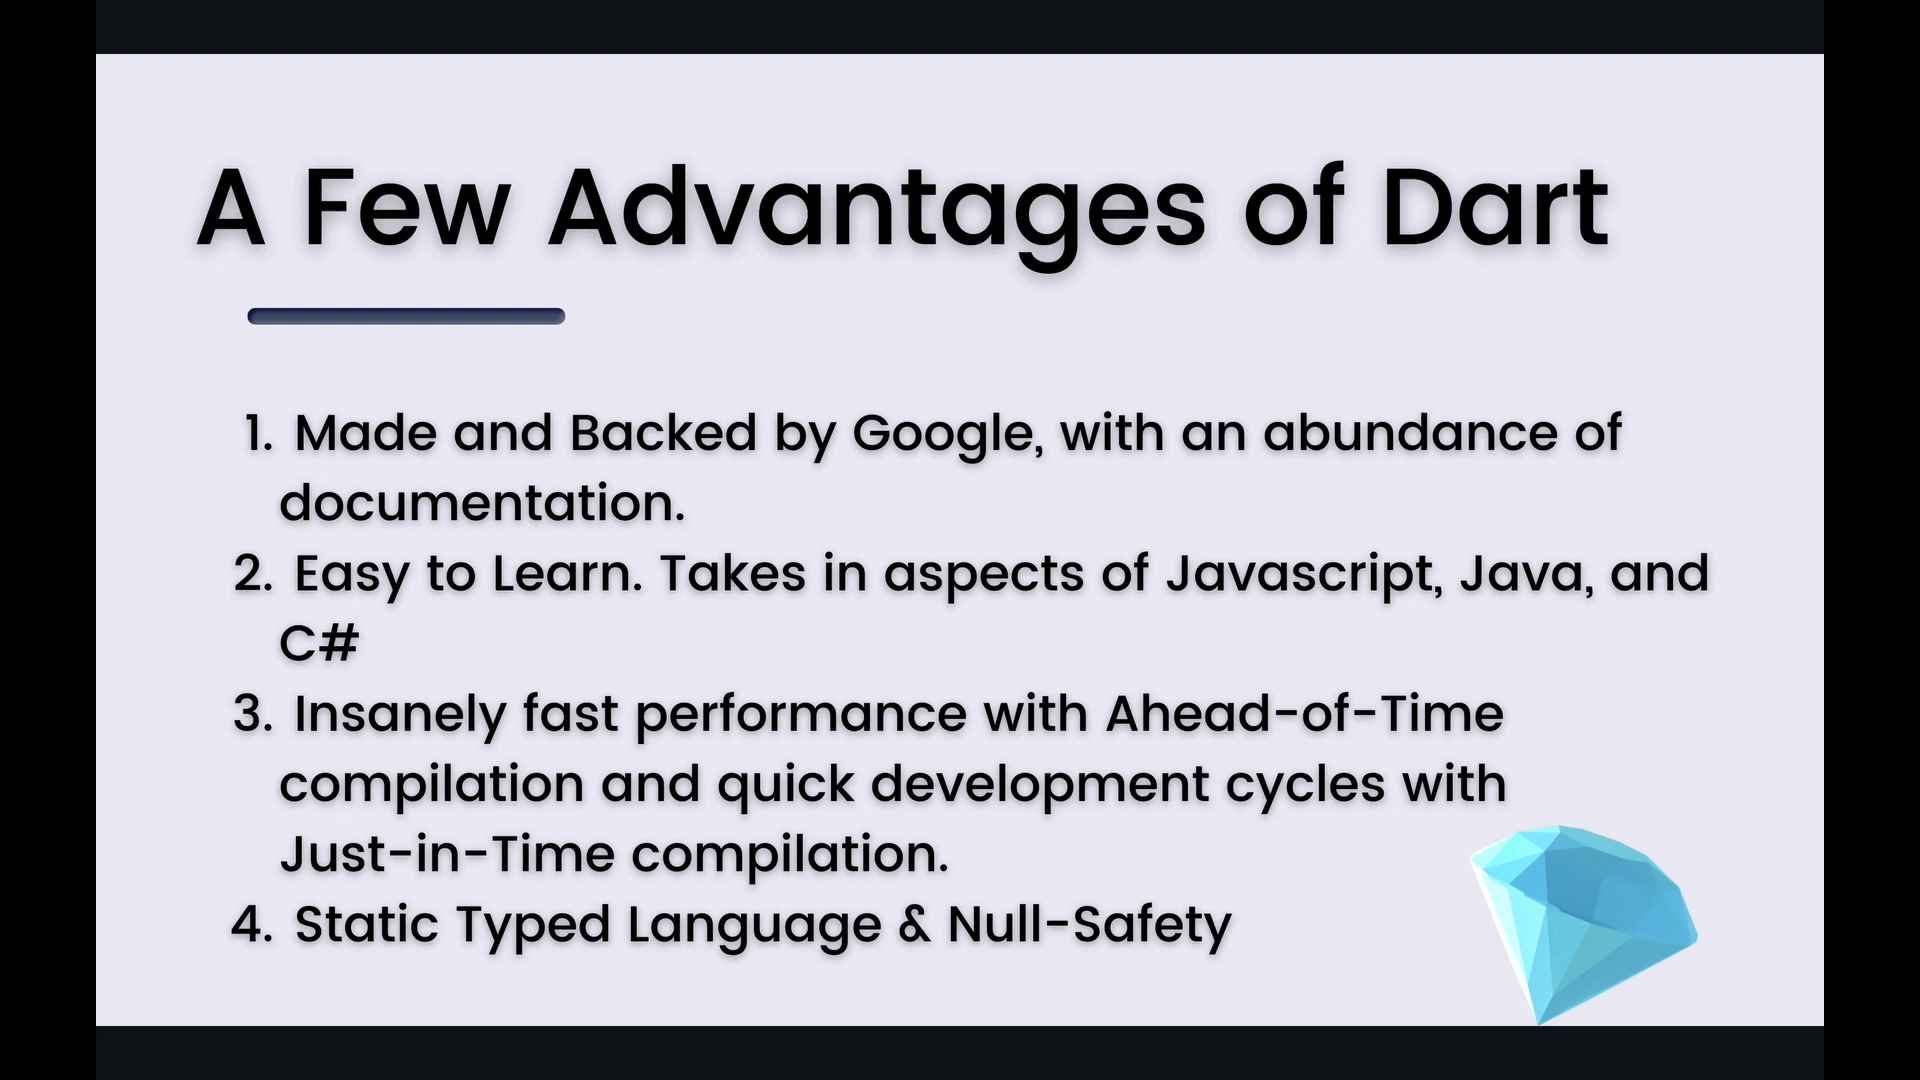 A Few Advantages of Dart
1. Made and Backed by Google, with an abundance of
documentation.
2. Easy to Learn. Takes in aspects of Javascript, Java, and
C#
3. Insanely fast performance with Ahead-of-Time
compilation and quick development cycles with
Just-in-Time compilation.
4. Static Typed Language & Null-Safety